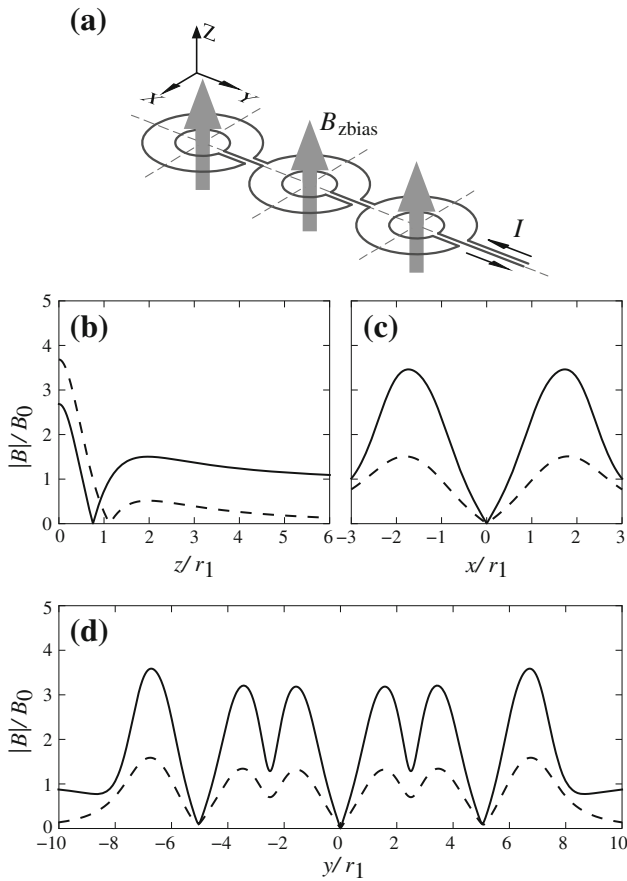 (a)
Z
X
Y
B_zbias
I
(b)
(c)
5
4
3
2
1
0
|B|/B_0
0 1 2 3 4 5 6
z/r_1
−3 −2 −1 0 1 2 3
x/r_1
(d)
5
4
3
2
1
0
|B|/B_0
−10 −8 −6 −4 −2 0 2 4 6 8 10
y/r_1